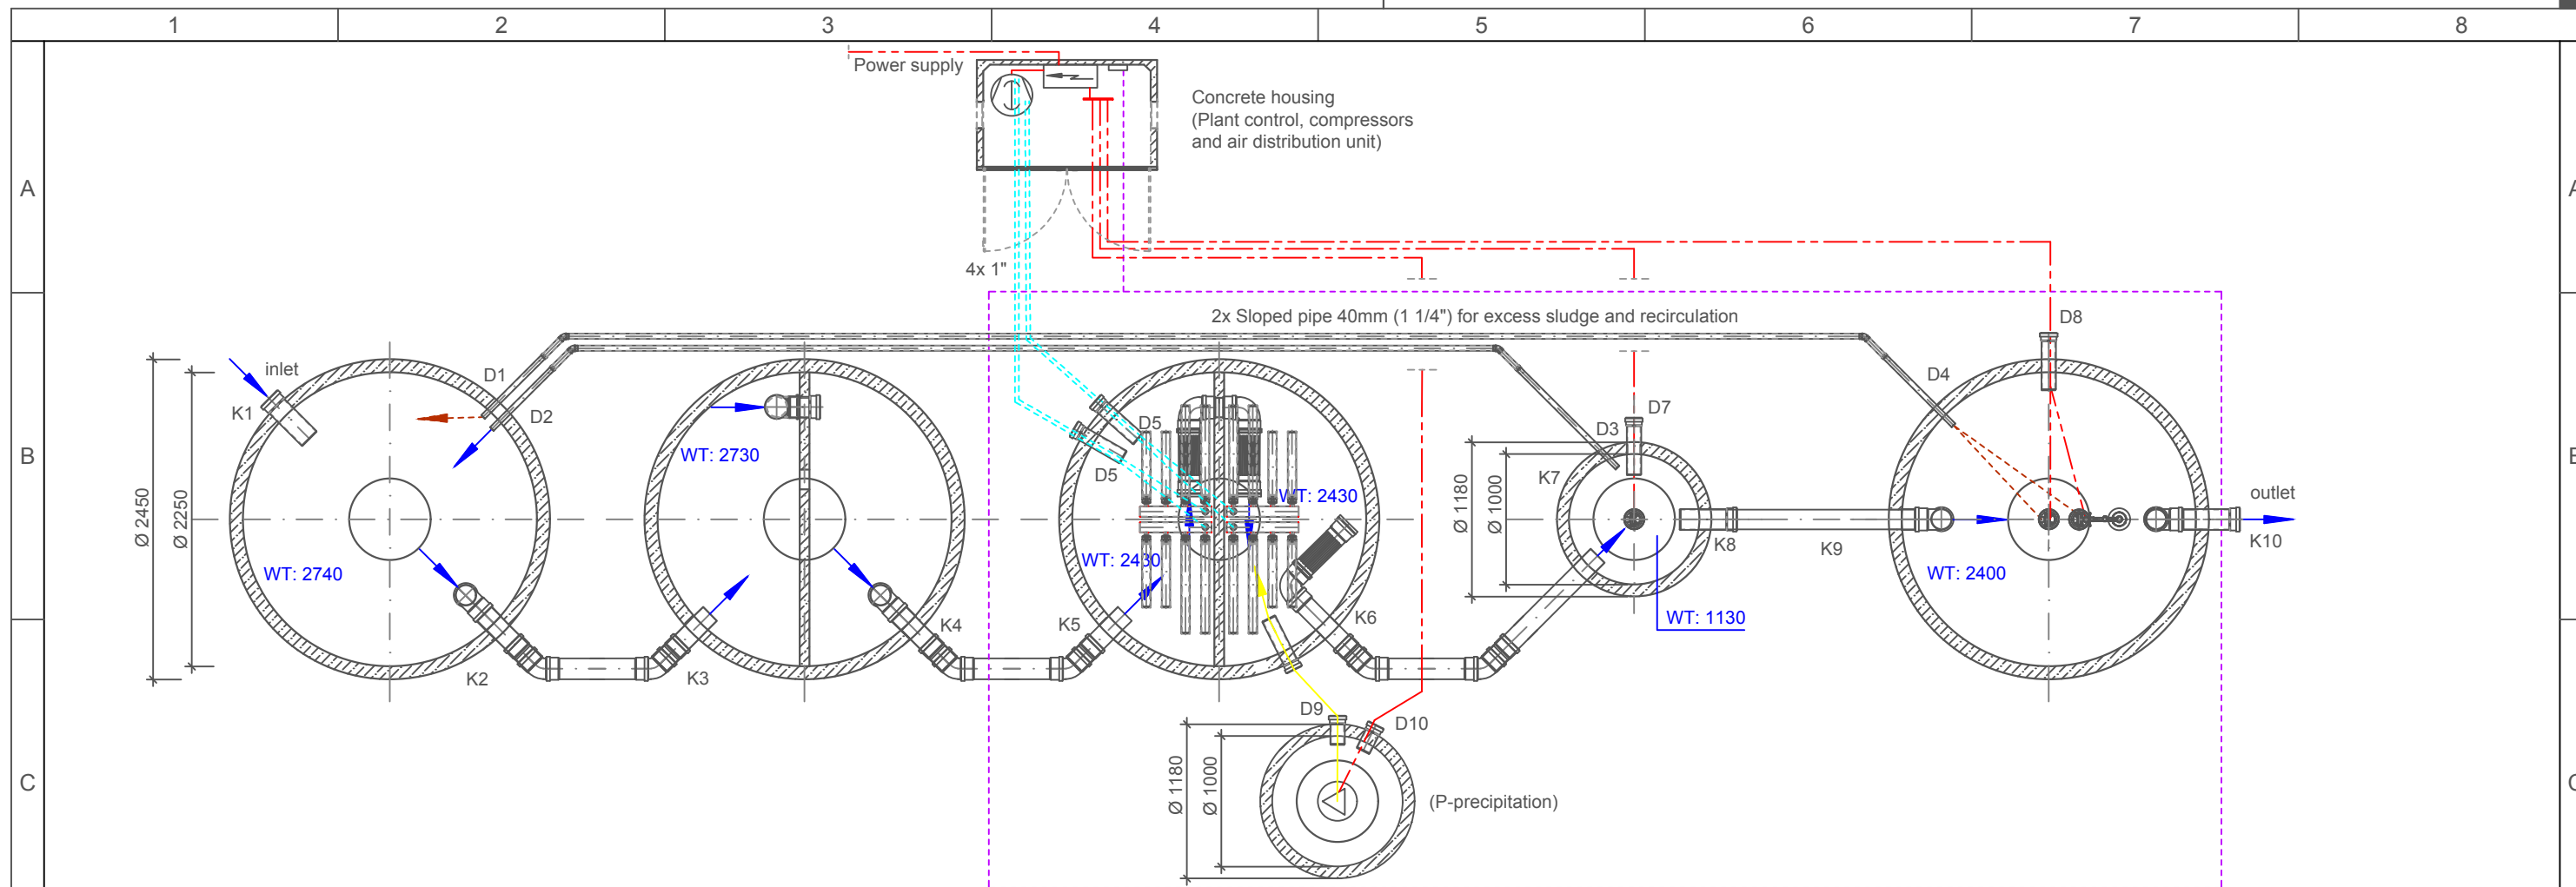 1 2 3 4 5 6 7 8
Power supply
Concrete housing
(Plant control, compressors
and air distribution unit)
A
4x 1"
2x Sloped pipe 40mm (1 1/4") for excess sludge and recirculation
D8
inlet
D1
D4
K1
D2
D5
D3
D7
B
WT: 2730
D5
K7
WT: 2430
outlet
Ø 2450
Ø 2250
Ø 1180
Ø 1000
K8
K9
K10
WT: 2740
WT: 2430
WT: 2400
K4
K5
K6
WT: 1130
K2
K3
D9
D10
C
Ø 1180
Ø 1000
(P-precipitation)